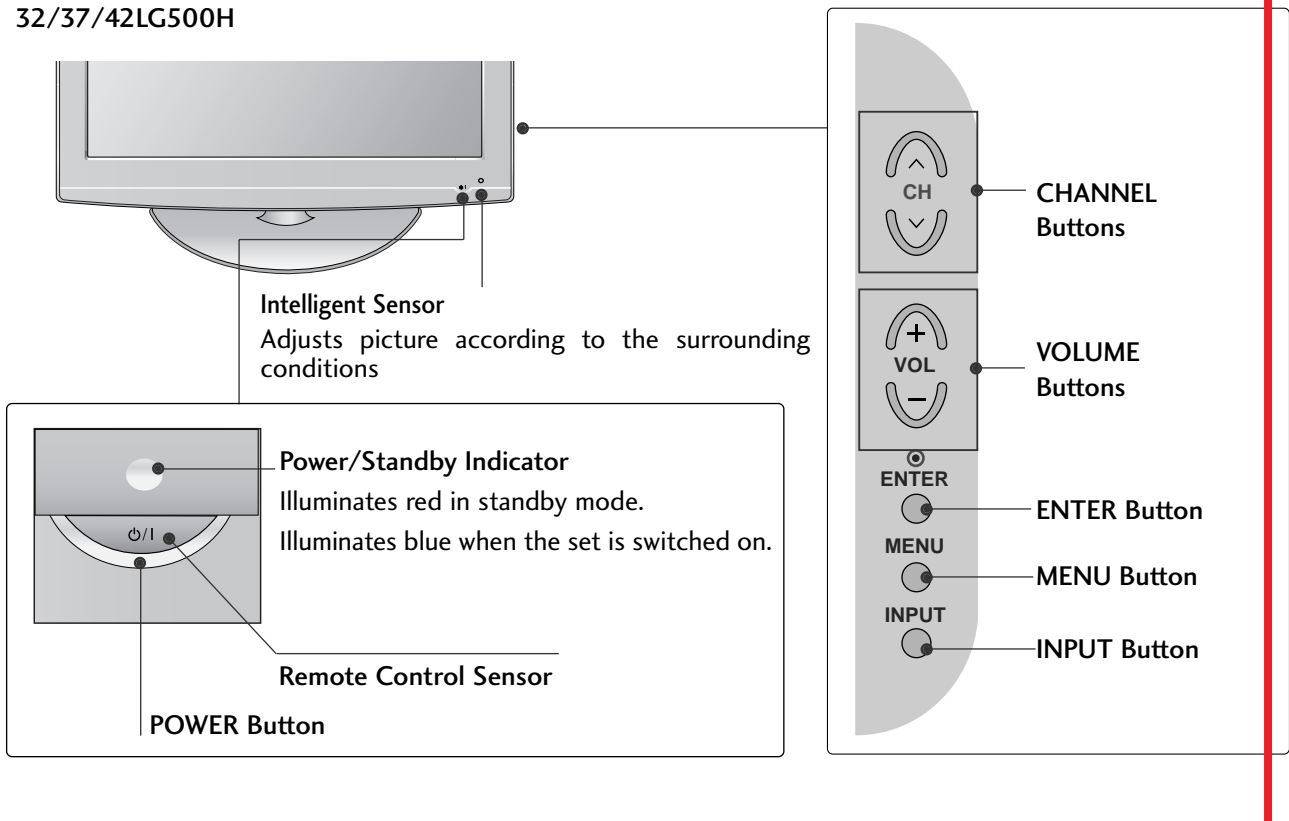 32/37/42LG500H
Intelligent Sensor
Adjusts picture according to the surrounding
conditions
Power/Standby Indicator
Illuminates red in standby mode.
Illuminates blue when the set is switched on.
⏻/I
Remote Control Sensor
POWER Button
CH
CHANNEL
Buttons
+
VOL
-
VOLUME
Buttons
ENTER
ENTER Button
MENU
MENU Button
INPUT
INPUT Button